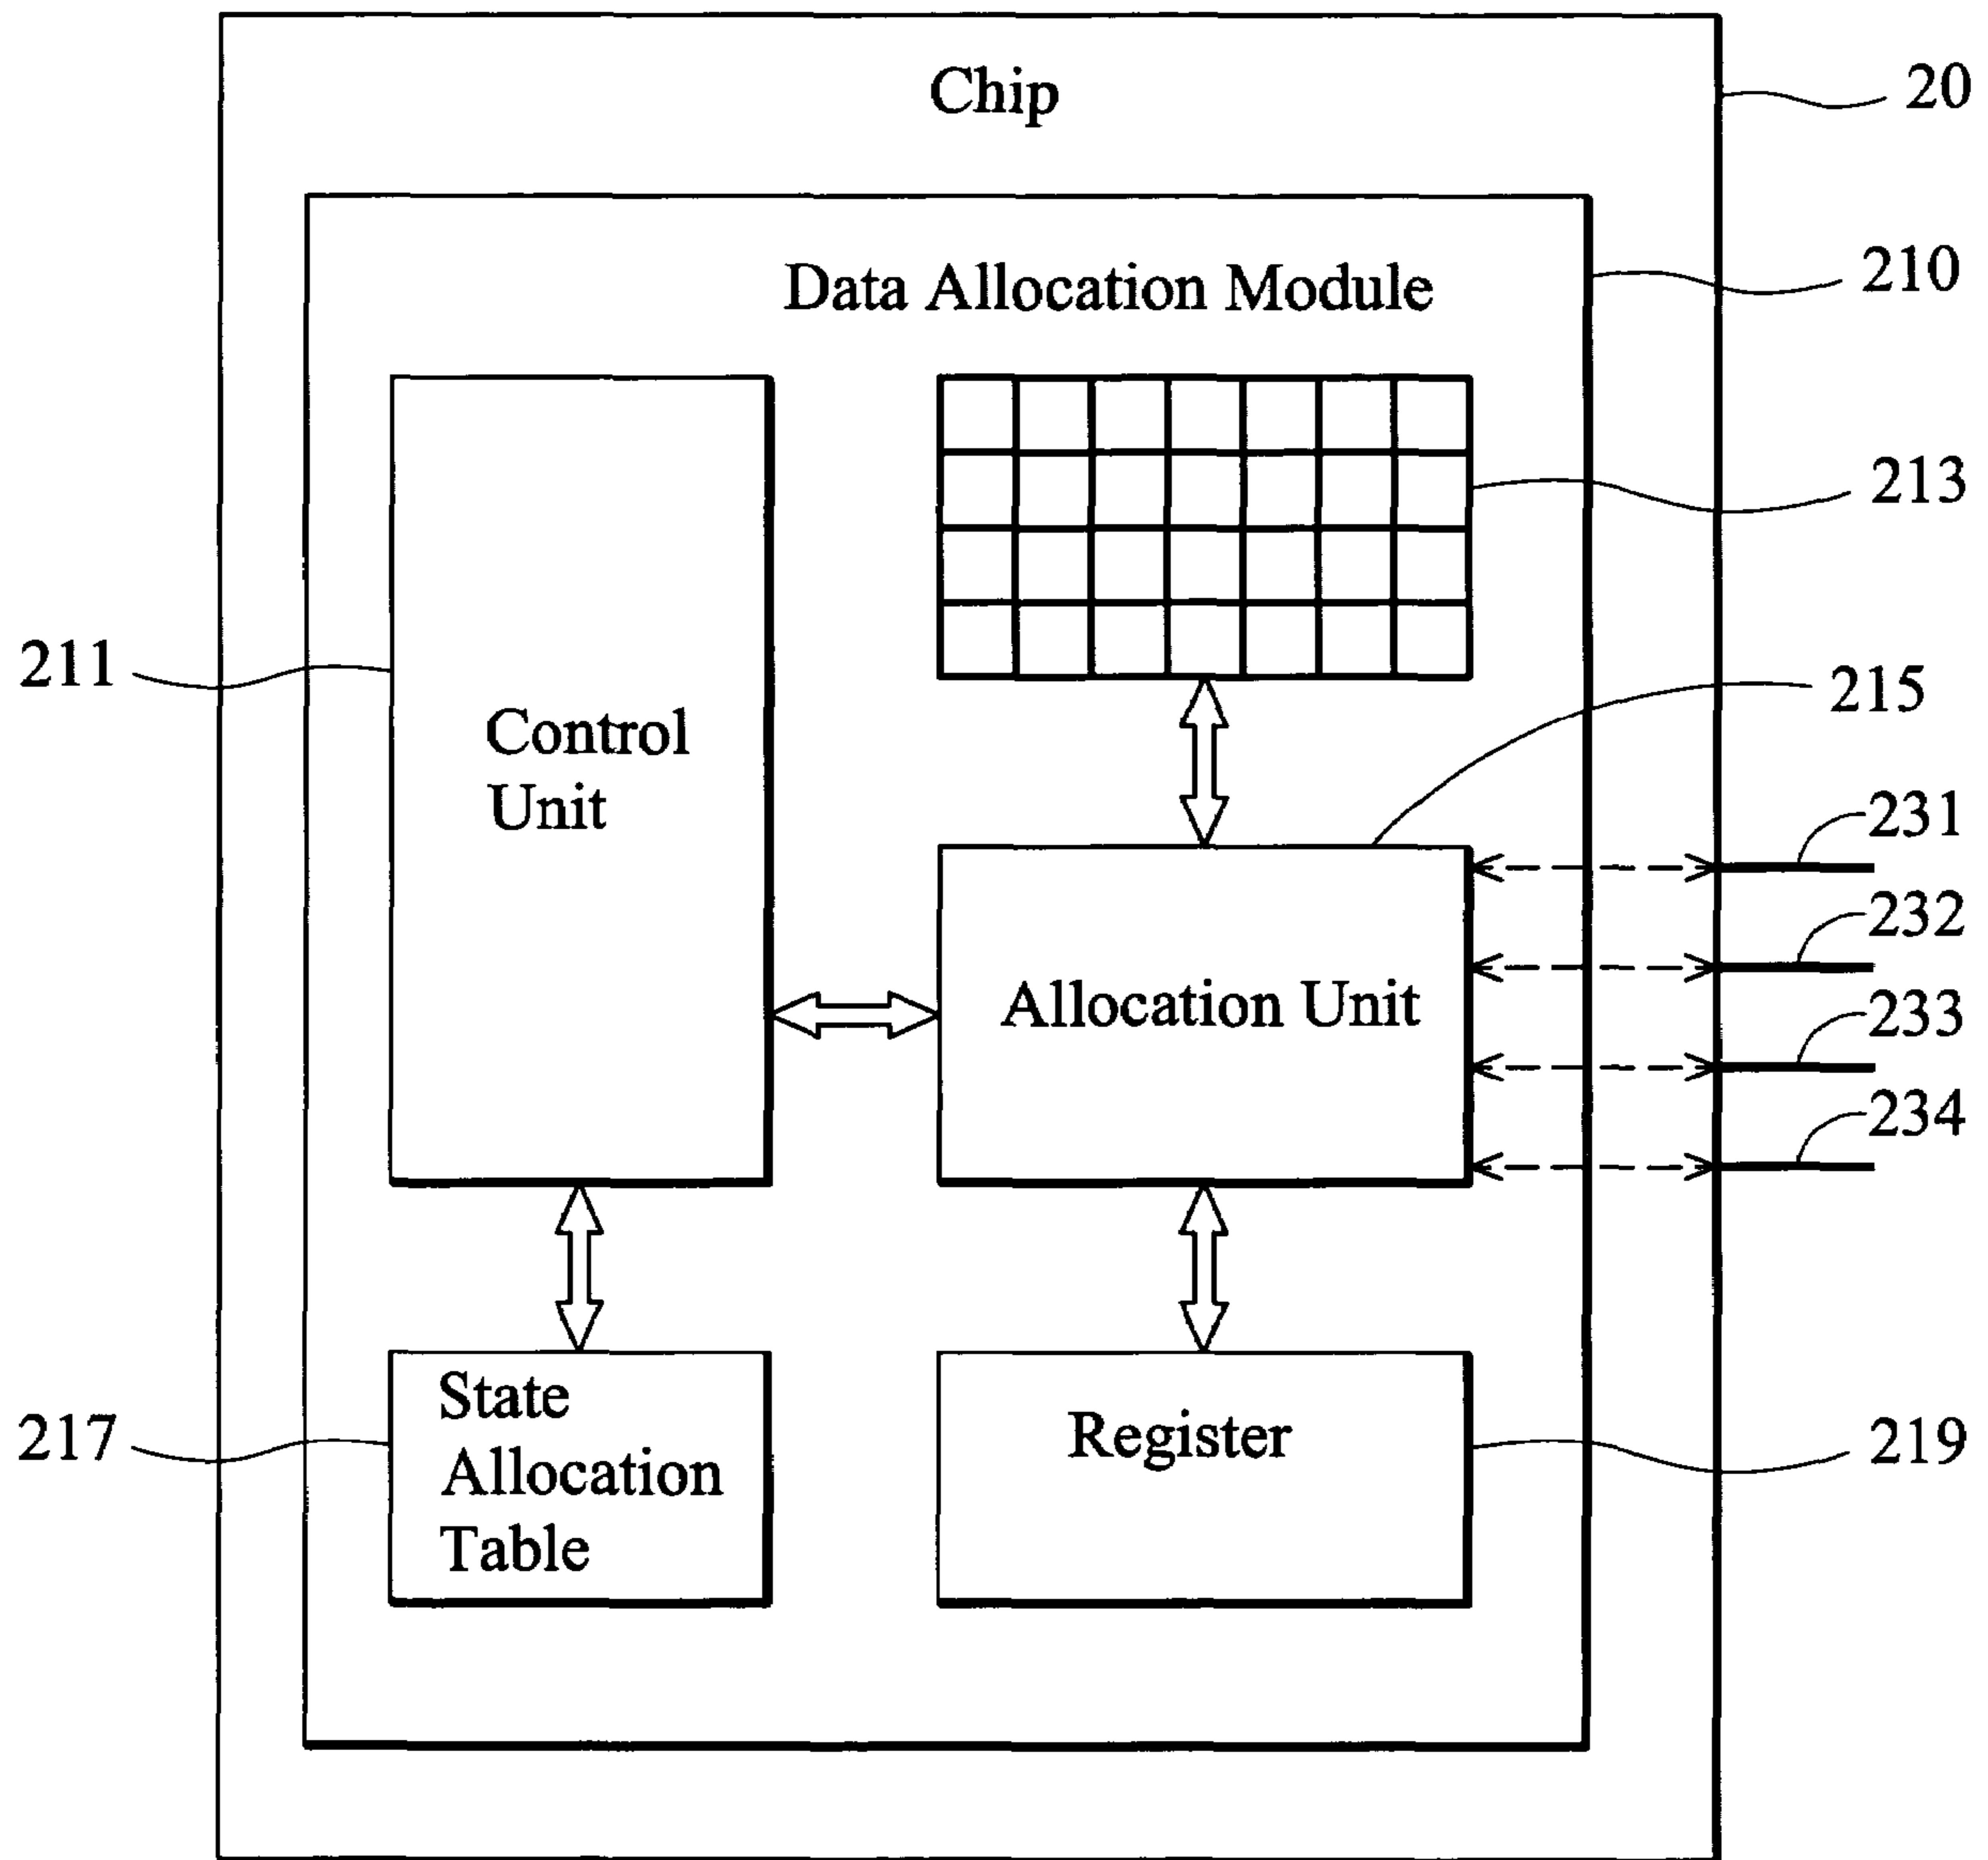 Chip
20
Data Allocation Module
210
213
211
Control
Unit
215
231
232
Allocation Unit
233
234
State
Allocation
Table
217
Register
219